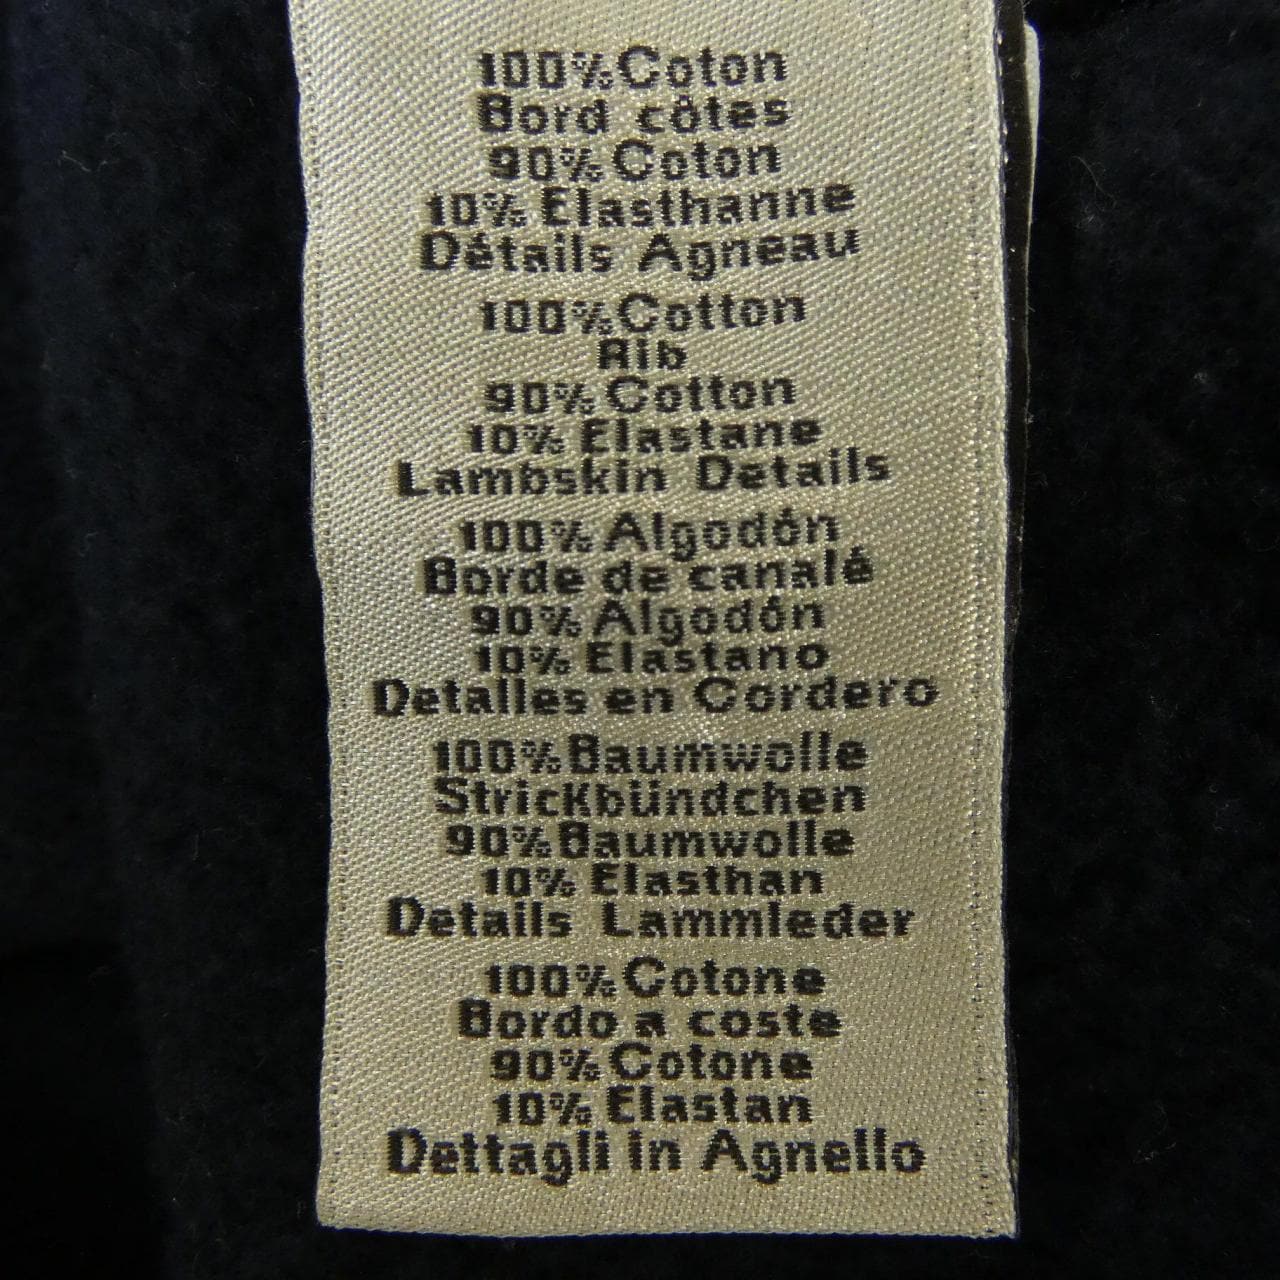 100% Coton
Bord côtes
90% Coton
10% Elasthanne
Détails Agneau
100% Cotton
Rib
90% Cotton
10% Elastane
Lambskin Details
100% Algodón
Borde de canalé
90% Algodón
10% Elastano
Detalles en Cordero
100% Baumwolle
Strickbündchen
90% Baumwolle
10% Elasthan
Details Lammleder
100% Cotone
Bordo a coste
90% Cotone
10% Elastan
Dettagli in Agnello